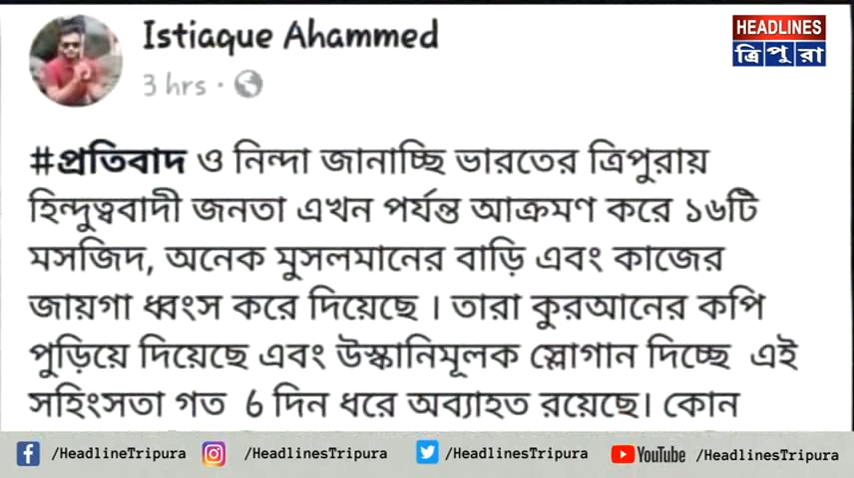 Istiaque Ahammed
3 hrs ·
HEADLINES
ত্রিপুরা
#প্রতিবাদ ও নিন্দা জানাচ্ছি ভারতের ত্রিপুরায়
হিন্দুত্ববাদী জনতা এখন পর্যন্ত আক্রমণ করে ১৬টি
মসজিদ, অনেক মুসলমানের বাড়ি এবং কাজের
জায়গা ধ্বংস করে দিয়েছে । তারা কুরআনের কপি
পুড়িয়ে দিয়েছে এবং উস্কানিমূলক স্লোগান দিচ্ছে এই
সহিংসতা গত 6 দিন ধরে অব্যাহত রয়েছে। কোন
/HeadlineTripura
/HeadlinesTripura
/HeadlinesTripura
YouTube /HeadlinesTripura